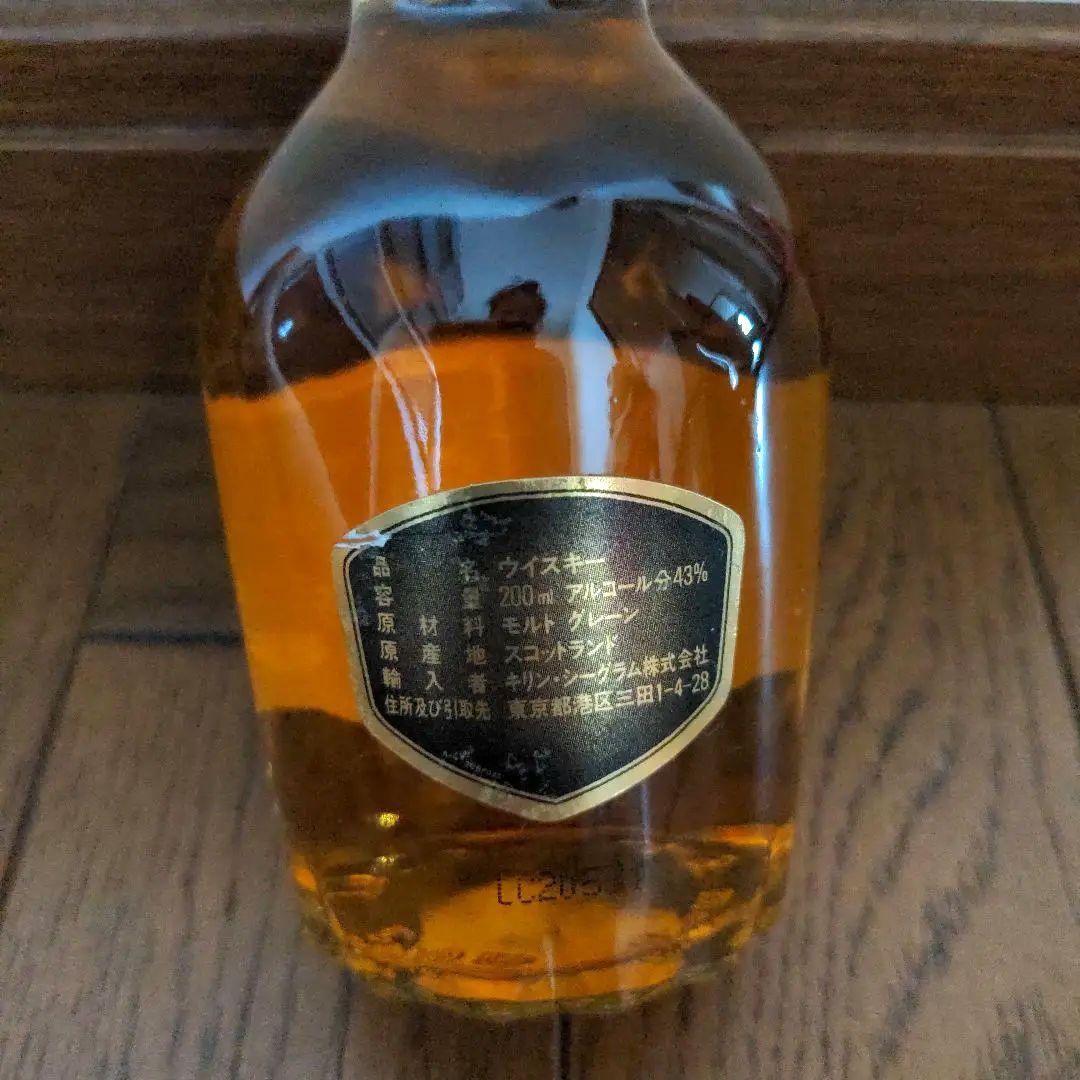 品名 ウイスキー
容量 200ml アルコール分43%
原材料 モルト グレーン
原産地 スコットランド
輸入者 キリン・シーグラム株式会社
住所及び引取先 東京都港区三田1-4-28